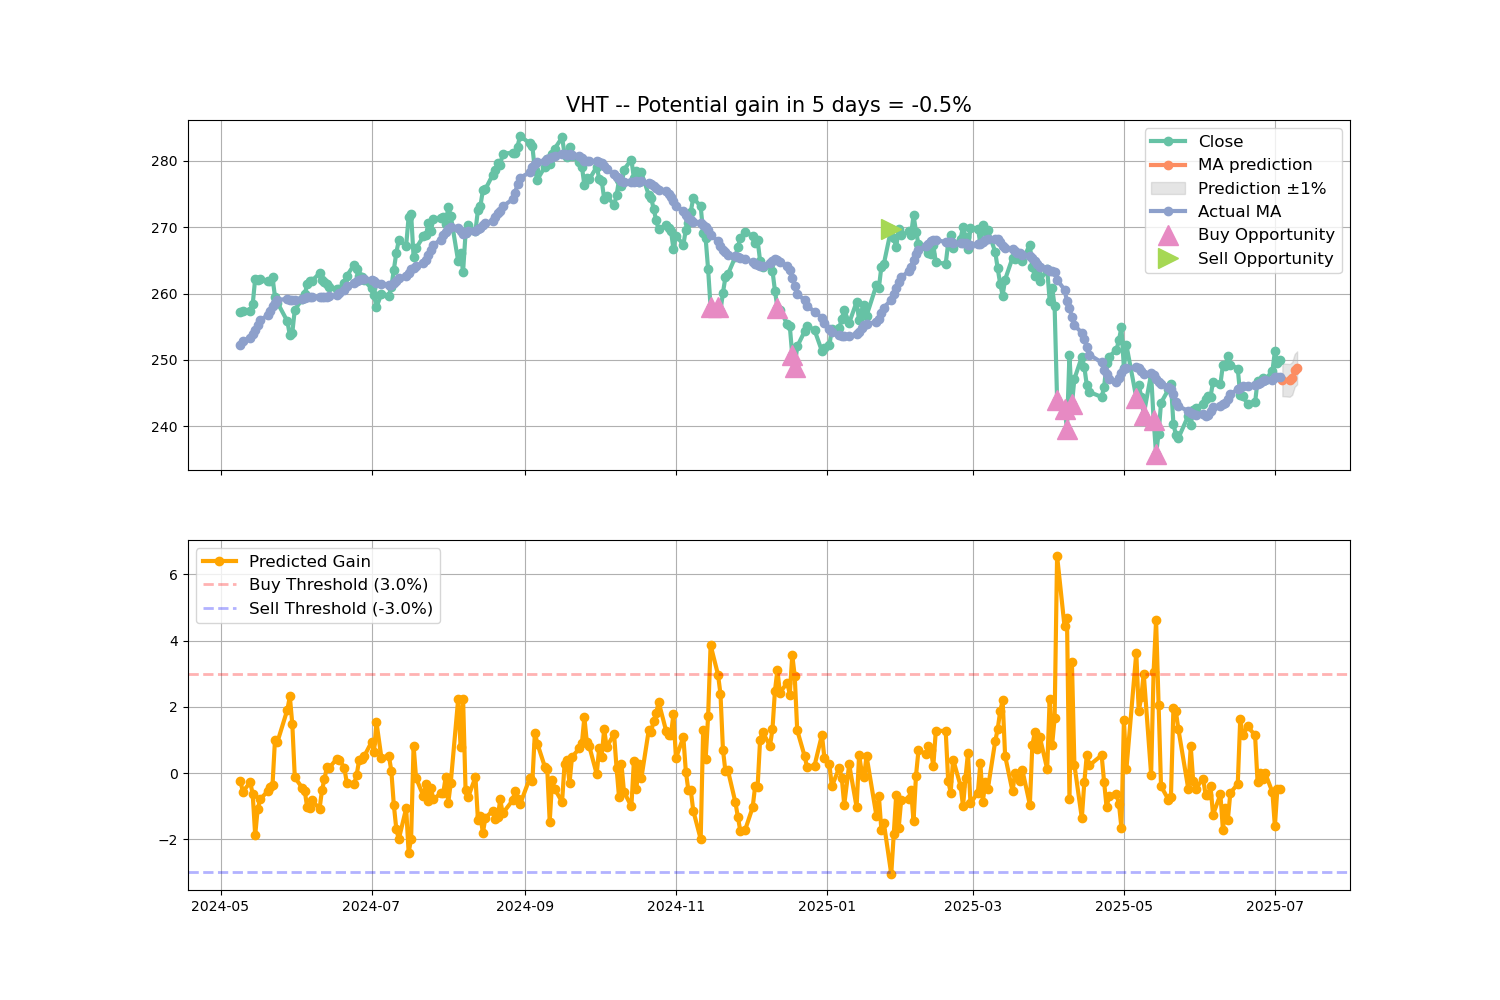 VHT -- Potential gain in 5 days = -0.5%
280
270
260
250
240
Close
MA prediction
Prediction ±1%
Actual MA
Buy Opportunity
Sell Opportunity
6
4
2
0
−2
Predicted Gain
Buy Threshold (3.0%)
Sell Threshold (-3.0%)
2024-05
2024-07
2024-09
2024-11
2025-01
2025-03
2025-05
2025-07